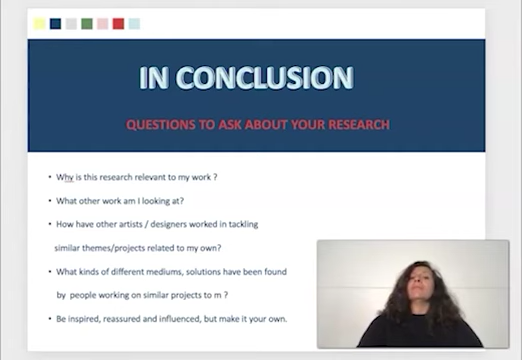 IN CONCLUSION
QUESTIONS TO ASK ABOUT YOUR RESEARCH
• Why is this research relevant to my work ?
• What other work am I looking at?
• How have other artists / designers worked in tackling
similar themes/projects related to my own?
• What kinds of different mediums, solutions have been found
by people working on similar projects to m ?
• Be inspired, reassured and influenced, but make it your own.